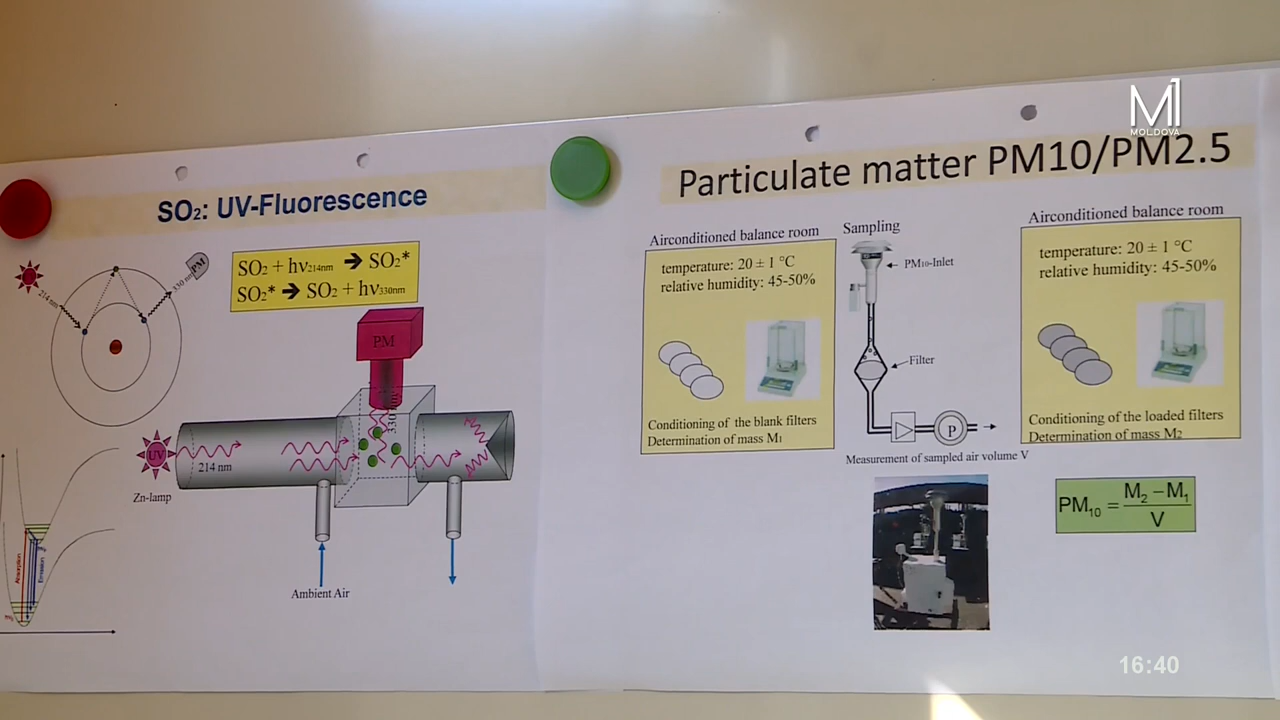 M1
MOLDOVA
SO₂: UV-Fluorescence
SO₂ + hν214nm ➔ SO₂*
SO₂* ➔ SO₂ + hν330nm
214 nm
330 nm
PM
PM
330 nm
UV
214 nm
Zn-lamp
Ambient Air
Absorption
Emission
Particulate matter PM10/PM2.5
Airconditioned balance room
temperature: 20 ± 1 °C
relative humidity: 45-50%
Conditioning of the blank filters
Determination of mass M₁
Sampling
PM₁₀-Inlet
Filter
P
Measurement of sampled air volume V
Airconditioned balance room
temperature: 20 ± 1 °C
relative humidity: 45-50%
Conditioning of the loaded filters
Determination of mass M₂
PM₁₀ = M₂ – M₁
V
16:40